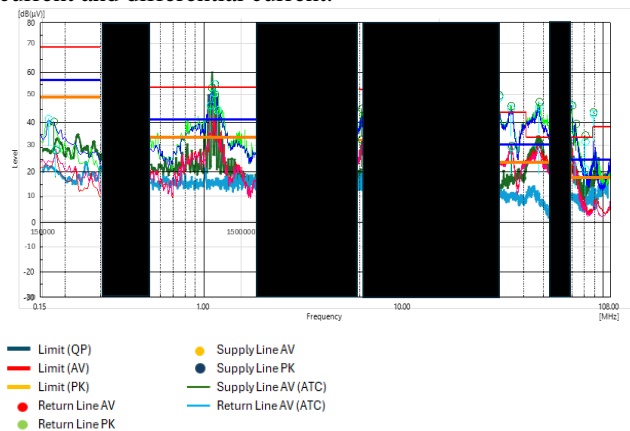 current and differential current.
[dB(µV)]
80
70
60
50
40
30
20
10
0
-10
-20
-30
Level
150000
1500000
0.15
1.00
10.00
108.00
Frequency
[MHz]
Limit (QP)
Limit (AV)
Limit (PK)
Return Line AV
Return Line PK
Supply Line AV
Supply Line PK
Supply Line AV (ATC)
Return Line AV (ATC)